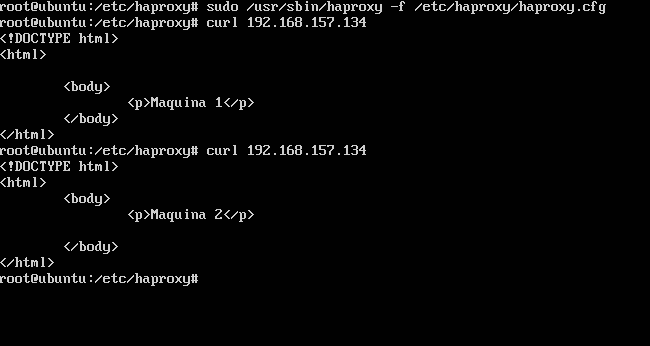 root@ubuntu:/etc/haproxy# sudo /usr/sbin/haproxy -f /etc/haproxy/haproxy.cfg
root@ubuntu:/etc/haproxy# curl 192.168.157.134
<!DOCTYPE html>
<html>
<body>
<p>Maquina 1</p>
</body>
</html>
root@ubuntu:/etc/haproxy# curl 192.168.157.134
<!DOCTYPE html>
<html>
<body>
<p>Maquina 2</p>
</body>
</html>
root@ubuntu:/etc/haproxy#